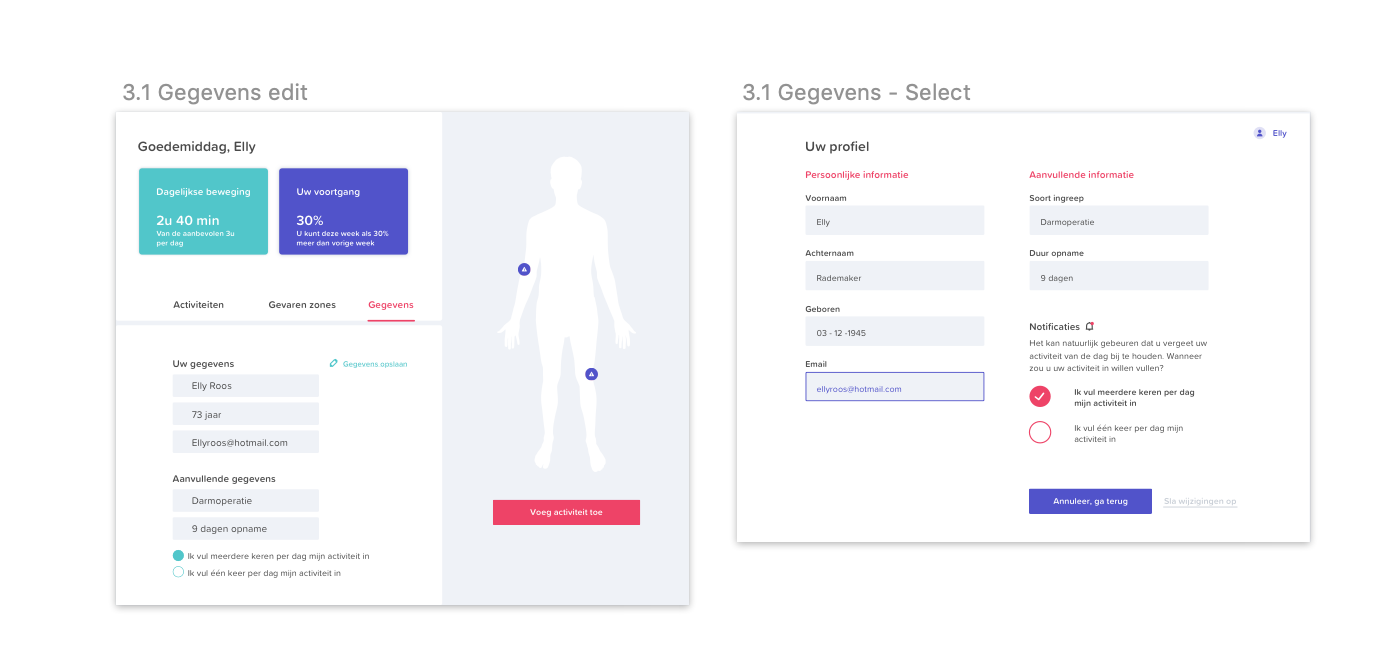 3.1 Gegevens edit
Goedemiddag, Elly
Dagelijkse beweging
2u 40 min
Van de aanbevolen 3u
per dag
Uw voortgang
30%
U kunt deze week als 30%
meer dan vorige week
Activiteiten
Gevaren zones
Gegevens
Uw gegevens
Gegevens opslaan
Elly Roos
73 jaar
Ellyroos@hotmail.com
Aanvullende gegevens
Darmoperatie
9 dagen opname
Ik vul meerdere keren per dag mijn activiteit in
Ik vul één keer per dag mijn activiteit in
Voeg activiteit toe
3.1 Gegevens - Select
Elly
Uw profiel
Persoonlijke informatie
Voornaam
Elly
Achternaam
Rademaker
Geboren
03 - 12 -1945
Email
ellyroos@hotmail.com
Aanvullende informatie
Soort ingreep
Darmoperatie
Duur opname
9 dagen
Notificaties
Het kan natuurlijk gebeuren dat u vergeet uw
activiteit van de dag bij te houden. Wanneer
zou u uw activiteit in willen vullen?
Ik vul meerdere keren per dag
mijn activiteit in
Ik vul één keer per dag mijn
activiteit in
Annuleer, ga terug
Sla wijzigingen op